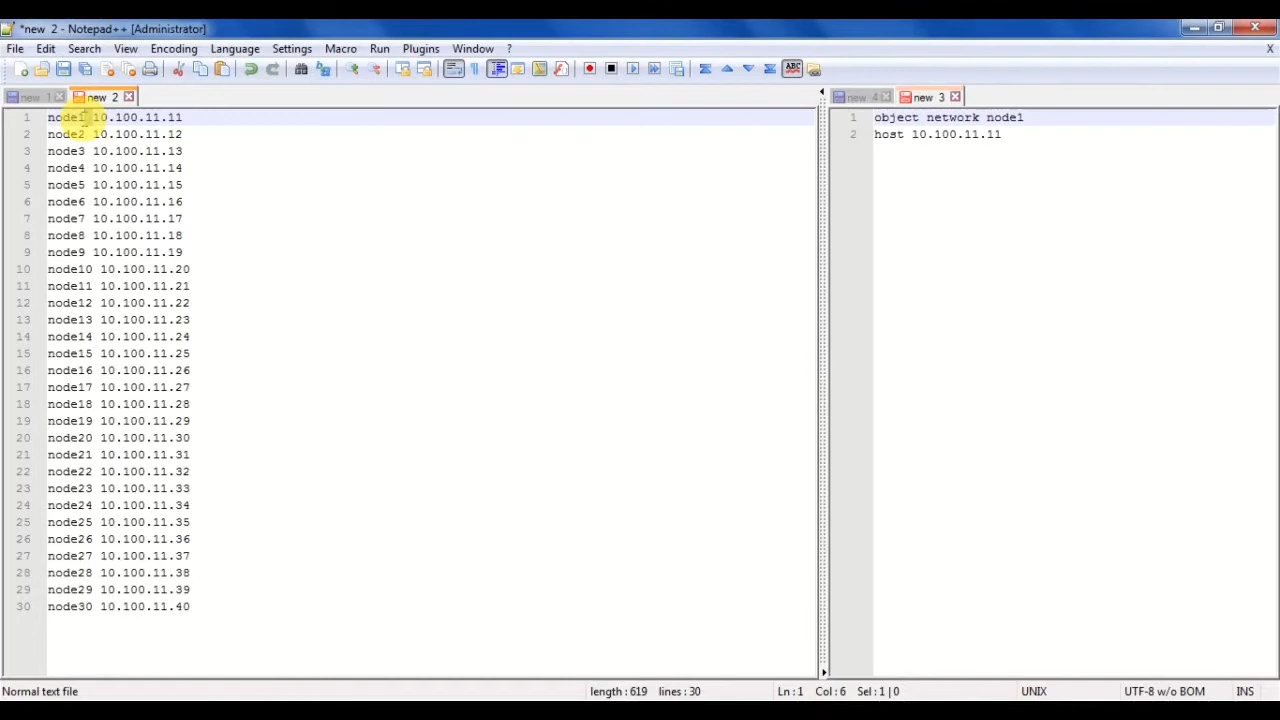 *new 2 - Notepad++ [Administrator]
File Edit Search View Encoding Language Settings Macro Run Plugins Window ? X
new 1 new 2
1 node1 10.100.11.11
2 node2 10.100.11.12
3 node3 10.100.11.13
4 node4 10.100.11.14
5 node5 10.100.11.15
6 node6 10.100.11.16
7 node7 10.100.11.17
8 node8 10.100.11.18
9 node9 10.100.11.19
10 node10 10.100.11.20
11 node11 10.100.11.21
12 node12 10.100.11.22
13 node13 10.100.11.23
14 node14 10.100.11.24
15 node15 10.100.11.25
16 node16 10.100.11.26
17 node17 10.100.11.27
18 node18 10.100.11.28
19 node19 10.100.11.29
20 node20 10.100.11.30
21 node21 10.100.11.31
22 node22 10.100.11.32
23 node23 10.100.11.33
24 node24 10.100.11.34
25 node25 10.100.11.35
26 node26 10.100.11.36
27 node27 10.100.11.37
28 node28 10.100.11.38
29 node29 10.100.11.39
30 node30 10.100.11.40
new 4 new 3
1 object network node1
2 host 10.100.11.11
Normal text file length : 619 lines : 30 Ln : 1 Col : 6 Sel : 1 | 0 UNIX UTF-8 w/o BOM INS